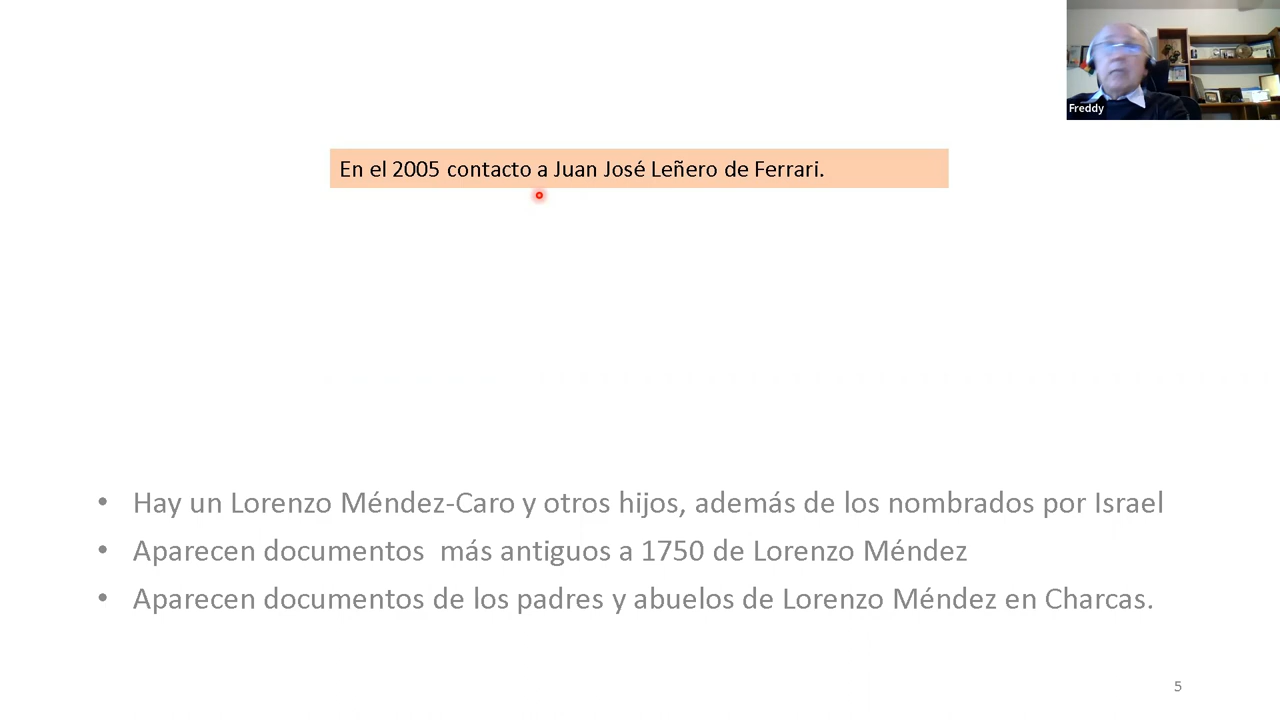 Freddy
En el 2005 contacto a Juan José Leñero de Ferrari.
• Hay un Lorenzo Méndez-Caro y otros hijos, además de los nombrados por Israel
• Aparecen documentos  más antiguos a 1750 de Lorenzo Méndez
• Aparecen documentos de los padres y abuelos de Lorenzo Méndez en Charcas.
5